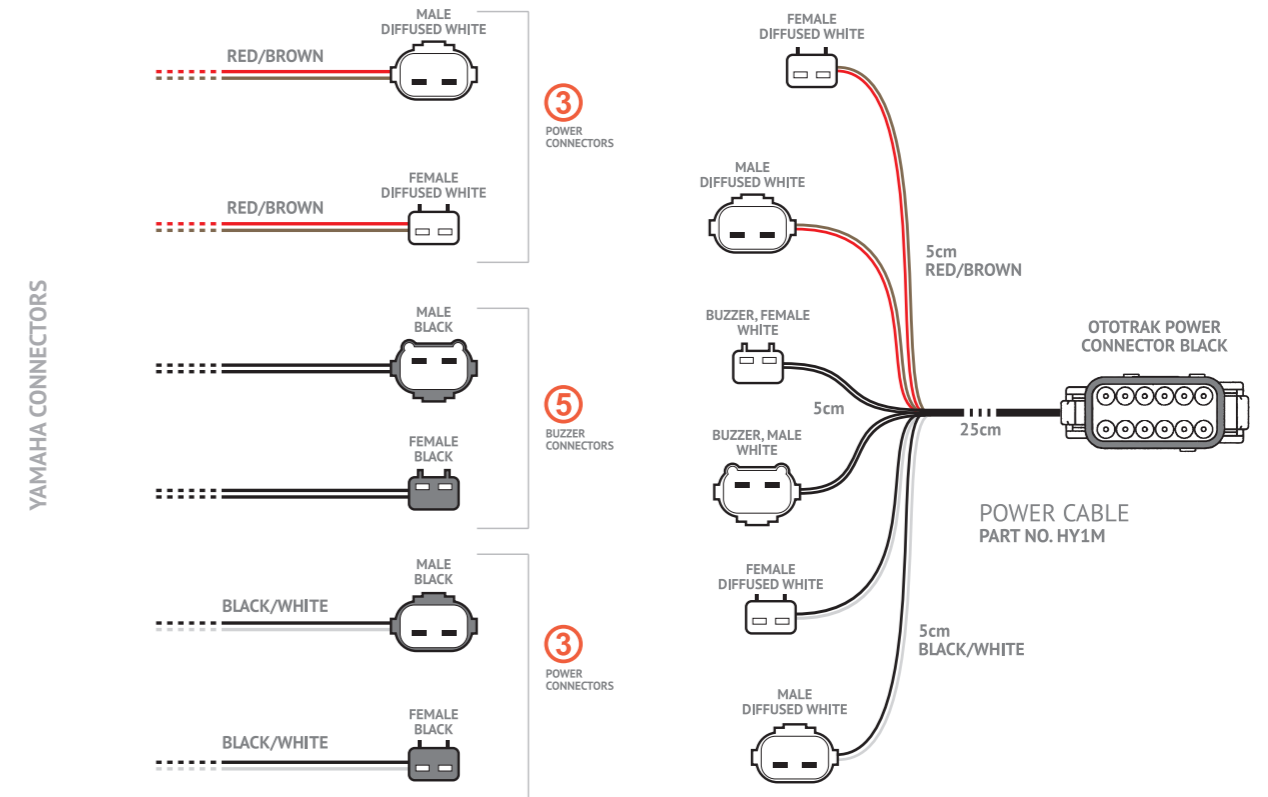 YAMAHA CONNECTORS
MALE
DIFFUSED WHITE
RED/BROWN
3
POWER
CONNECTORS
FEMALE
DIFFUSED WHITE
RED/BROWN
MALE
BLACK
5
BUZZER
CONNECTORS
FEMALE
BLACK
MALE
BLACK
BLACK/WHITE
3
POWER
CONNECTORS
FEMALE
BLACK
BLACK/WHITE
FEMALE
DIFFUSED WHITE
MALE
DIFFUSED WHITE
5cm
RED/BROWN
BUZZER, FEMALE
WHITE
5cm
BUZZER, MALE
WHITE
FEMALE
DIFFUSED WHITE
5cm
BLACK/WHITE
MALE
DIFFUSED WHITE
25cm
OTOTRAK POWER
CONNECTOR BLACK
POWER CABLE
PART NO. HY1M